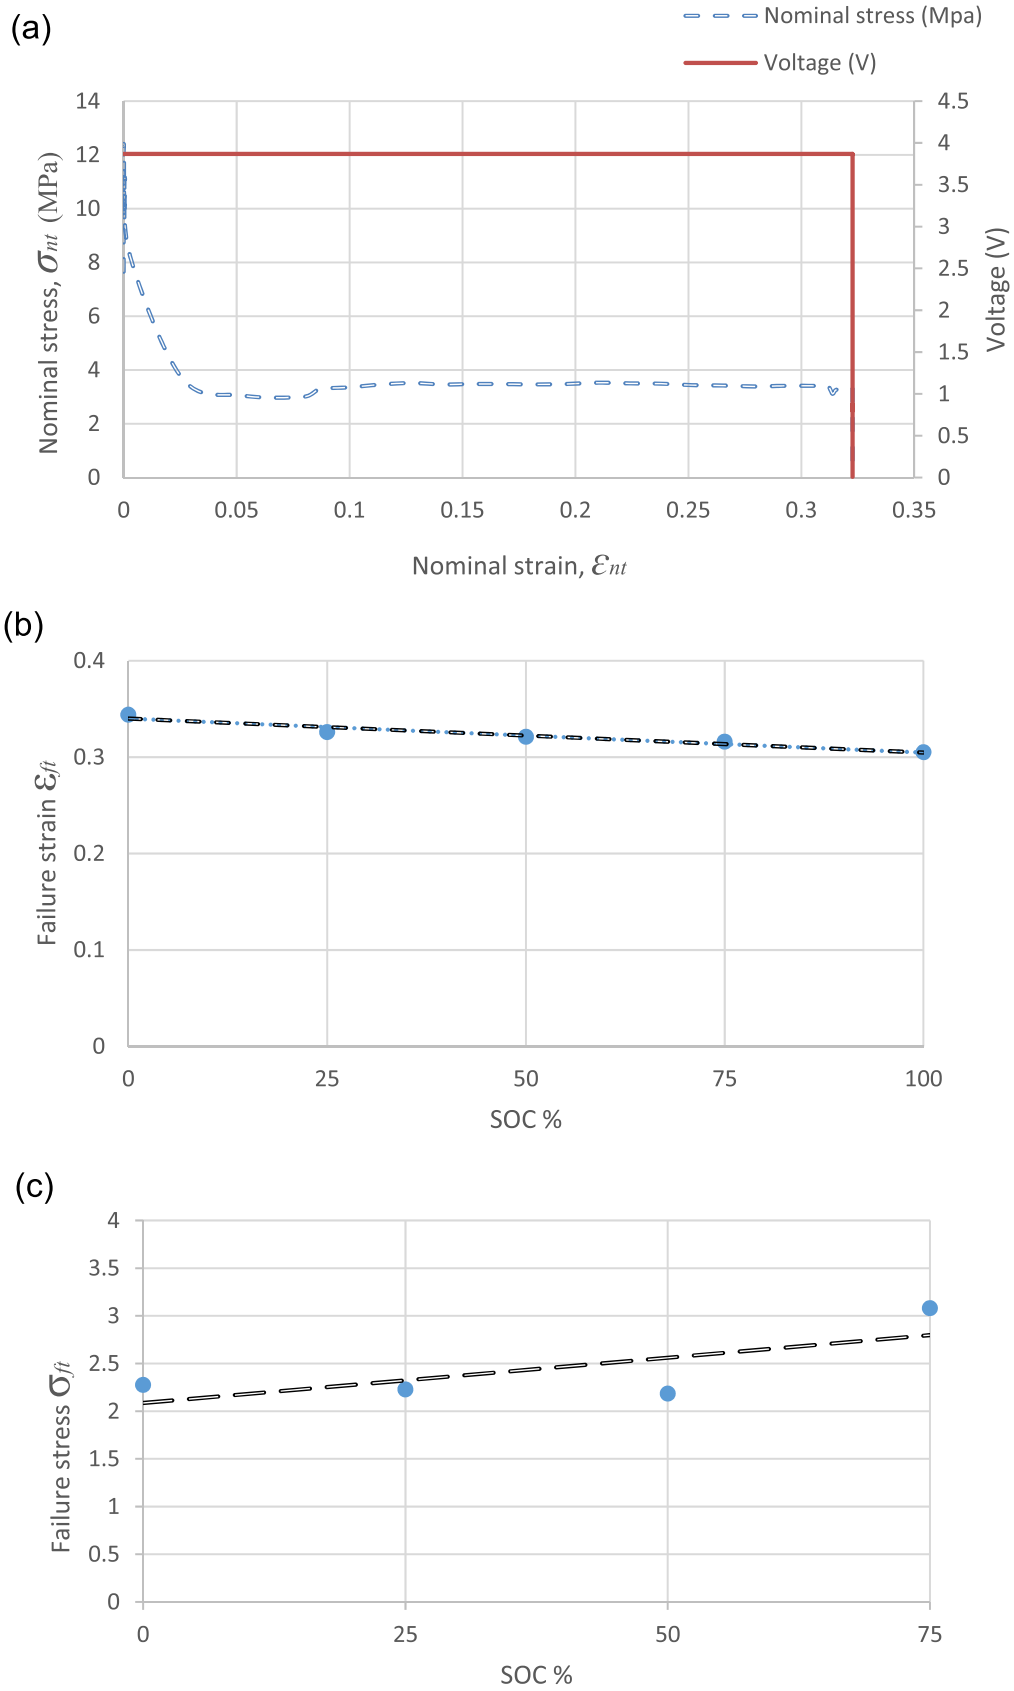 (a)
Nominal stress (Mpa)
Voltage (V)
14
12
10
8
6
4
2
0
4.5
4
3.5
3
2.5
2
1.5
1
0.5
0
0 0.05 0.1 0.15 0.2 0.25 0.3 0.35
Nominal stress, σnt (MPa)
Voltage (V)
Nominal strain, εnt
(b)
0.4
0.3
0.2
0.1
0
0 25 50 75 100
Failure strain εft
SOC %
(c)
4
3.5
3
2.5
2
1.5
1
0.5
0
0 25 50 75
Failure stress σft
SOC %